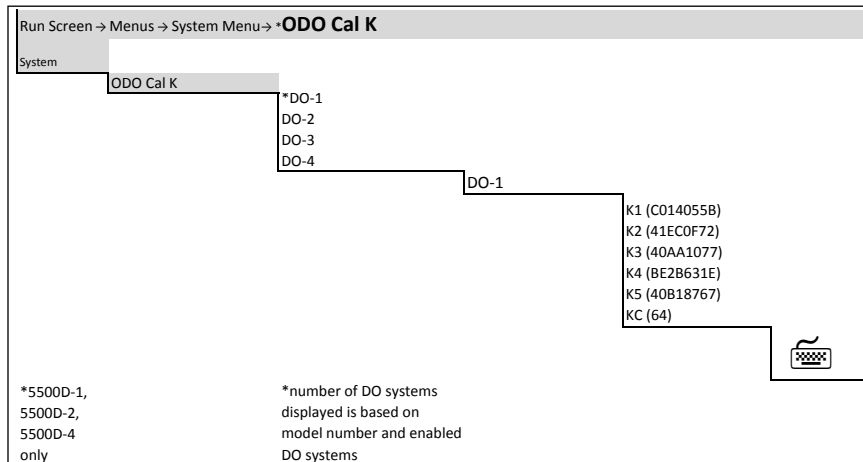 Run Screen → Menus → System Menu→ *ODO Cal K
System
ODO Cal K
*DO-1
DO-2
DO-3
DO-4
DO-1
K1 (C014055B)
K2 (41EC0F72)
K3 (40AA1077)
K4 (BE2B631E)
K5 (40B18767)
KC (64)
*5500D-1,
5500D-2,
5500D-4
only
*number of DO systems
displayed is based on
model number and enabled
DO systems